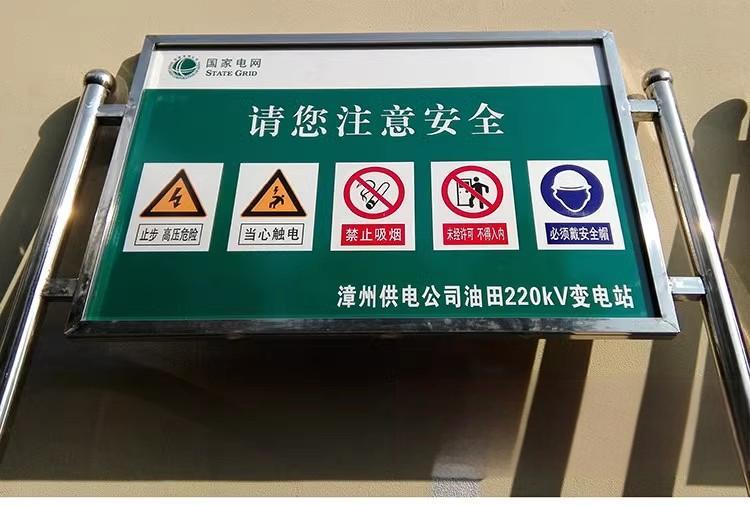 国家电网
STATE GRID
请您注意安全
止步 高压危险
当心触电
禁止吸烟
未经许可 不得入内
必须戴安全帽
漳州供电公司油田220kV变电站